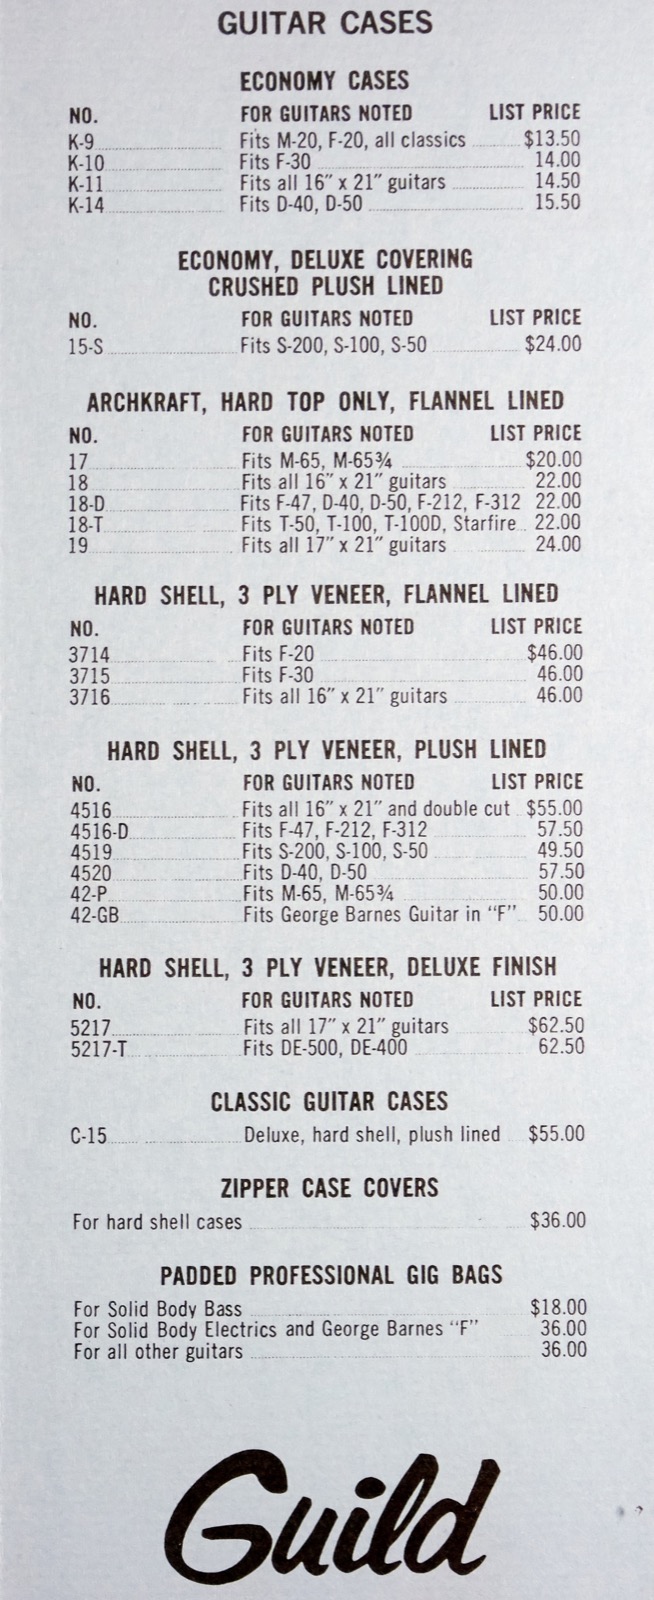 GUITAR CASES
ECONOMY CASES
NO. FOR GUITARS NOTED LIST PRICE
K-9 Fits M-20, F-20, all classics $13.50
K-10 Fits F-30 14.00
K-11 Fits all 16″ x 21″ guitars 14.50
K-14 Fits D-40, D-50 15.50
ECONOMY, DELUXE COVERING
CRUSHED PLUSH LINED
NO. FOR GUITARS NOTED LIST PRICE
15-S Fits S-200, S-100, S-50 $24.00
ARCHKRAFT, HARD TOP ONLY, FLANNEL LINED
NO. FOR GUITARS NOTED LIST PRICE
17 Fits M-65, M-65¾ $20.00
18 Fits all 16″ x 21″ guitars 22.00
18-D Fits F-47, D-40, D-50, F-212, F-312 22.00
18-T Fits T-50, T-100, T-100D, Starfire 22.00
19 Fits all 17″ x 21″ guitars 24.00
HARD SHELL, 3 PLY VENEER, FLANNEL LINED
NO. FOR GUITARS NOTED LIST PRICE
3714 Fits F-20 $46.00
3715 Fits F-30 46.00
3716 Fits all 16″ x 21″ guitars 46.00
HARD SHELL, 3 PLY VENEER, PLUSH LINED
NO. FOR GUITARS NOTED LIST PRICE
4516 Fits all 16″ x 21″ and double cut $55.00
4516-D Fits F-47, F-212, F-312 57.50
4519 Fits S-200, S-100, S-50 49.50
4520 Fits D-40, D-50 57.50
42-P Fits M-65, M-65¾ 50.00
42-GB Fits George Barnes Guitar in “F” 50.00
HARD SHELL, 3 PLY VENEER, DELUXE FINISH
NO. FOR GUITARS NOTED LIST PRICE
5217 Fits all 17″ x 21″ guitars $62.50
5217-T Fits DE-500, DE-400 62.50
CLASSIC GUITAR CASES
C-15 Deluxe, hard shell, plush lined $55.00
ZIPPER CASE COVERS
For hard shell cases $36.00
PADDED PROFESSIONAL GIG BAGS
For Solid Body Bass $18.00
For Solid Body Electrics and George Barnes “F” 36.00
For all other guitars 36.00
Guild